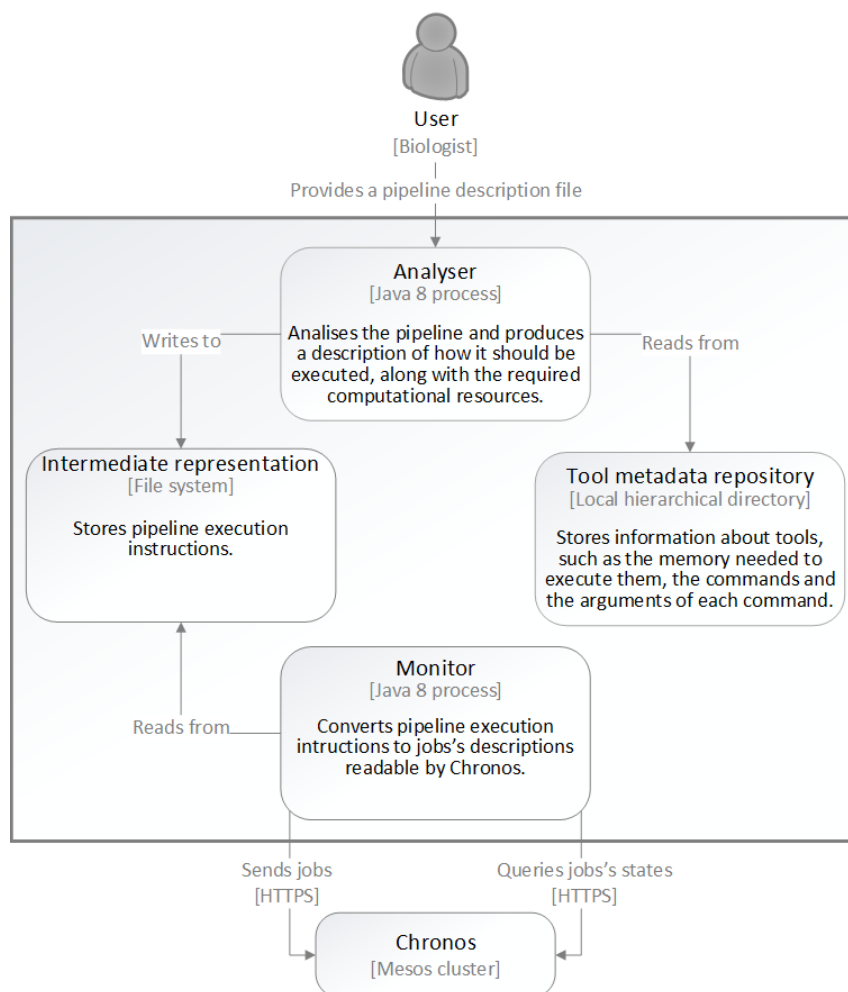 User
[Biologist]
Provides a pipeline description file
Analyser
[Java 8 process]
Analises the pipeline and produces
a description of how it should be
executed, along with the required
computational resources.
Writes to
Reads from
Intermediate representation
[File system]
Stores pipeline execution
instructions.
Tool metadata repository
[Local hierarchical directory]
Stores information about tools,
such as the memory needed to
execute them, the commands and
the arguments of each command.
Monitor
[Java 8 process]
Converts pipeline execution
intructions to jobs's descriptions
readable by Chronos.
Reads from
Sends jobs
[HTTPS]
Queries jobs's states
[HTTPS]
Chronos
[Mesos cluster]